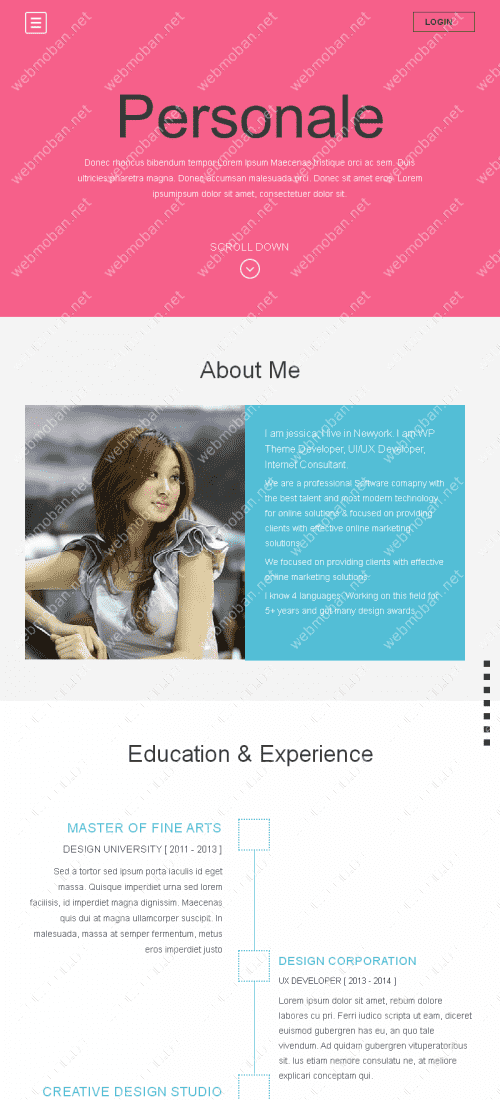 LOGIN
Personale
Donec rhoncus bibendum tempor Lorem Ipsum Maecenas tristique orci ac sem. Duis
ultricies pharetra magna. Donec accumsan malesuada orci. Donec sit amet eros. Lorem
ipsumipsum dolor sit amet, consectetuer dolor sit.
SCROLL DOWN
About Me
I am jessica, I live in Newyork. I am WP
Theme Developer, UI/UX Developer,
Internet Consultant.
We are a professional Software comapny with
the best talent and most modern technology
for online solutions & focused on providing
clients with effective online marketing
solutions.
We focused on providing clients with effective
online marketing solutions.
I know 4 languages. Working on this field for
5+ years and got many design awards.
Education & Experience
MASTER OF FINE ARTS
DESIGN UNIVERSITY [ 2011 - 2013 ]
Sed a tortor sed ipsum porta iaculis id eget
massa. Quisque imperdiet urna sed lorem
facilisis, id imperdiet magna dignissim. Maecenas
quis dui at magna ullamcorper suscipit. In
malesuada, massa at semper fermentum, metus
eros imperdiet justo
DESIGN CORPORATION
UX DEVELOPER [ 2013 - 2014 ]
Lorem ipsum dolor sit amet, rebum dolore
labores cu pri. Ferri iudico scripta ut eam, diceret
euismod gubergren has eu, an quo tale
vivendum. Ad quidam gubergren vituperatoribus
sit. Ius etiam nemore consulatu ne, at meliore
explicari conceptam qui.
CREATIVE DESIGN STUDIO
webmoban.net